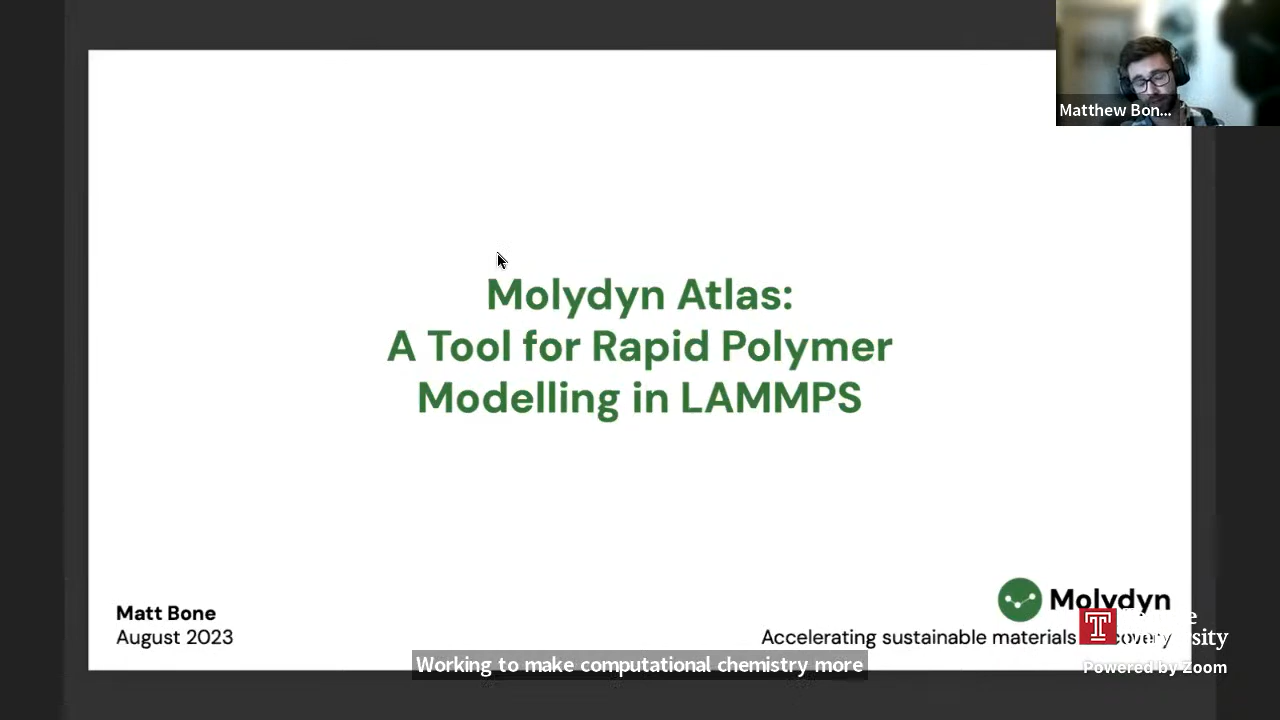 Matthew Bon...
Molydyn Atlas:
A Tool for Rapid Polymer
Modelling in LAMMPS
Matt Bone
August 2023
Molydyn
Accelerating sustainable materials
University
Powered by Zoom
Working to make computational chemistry more